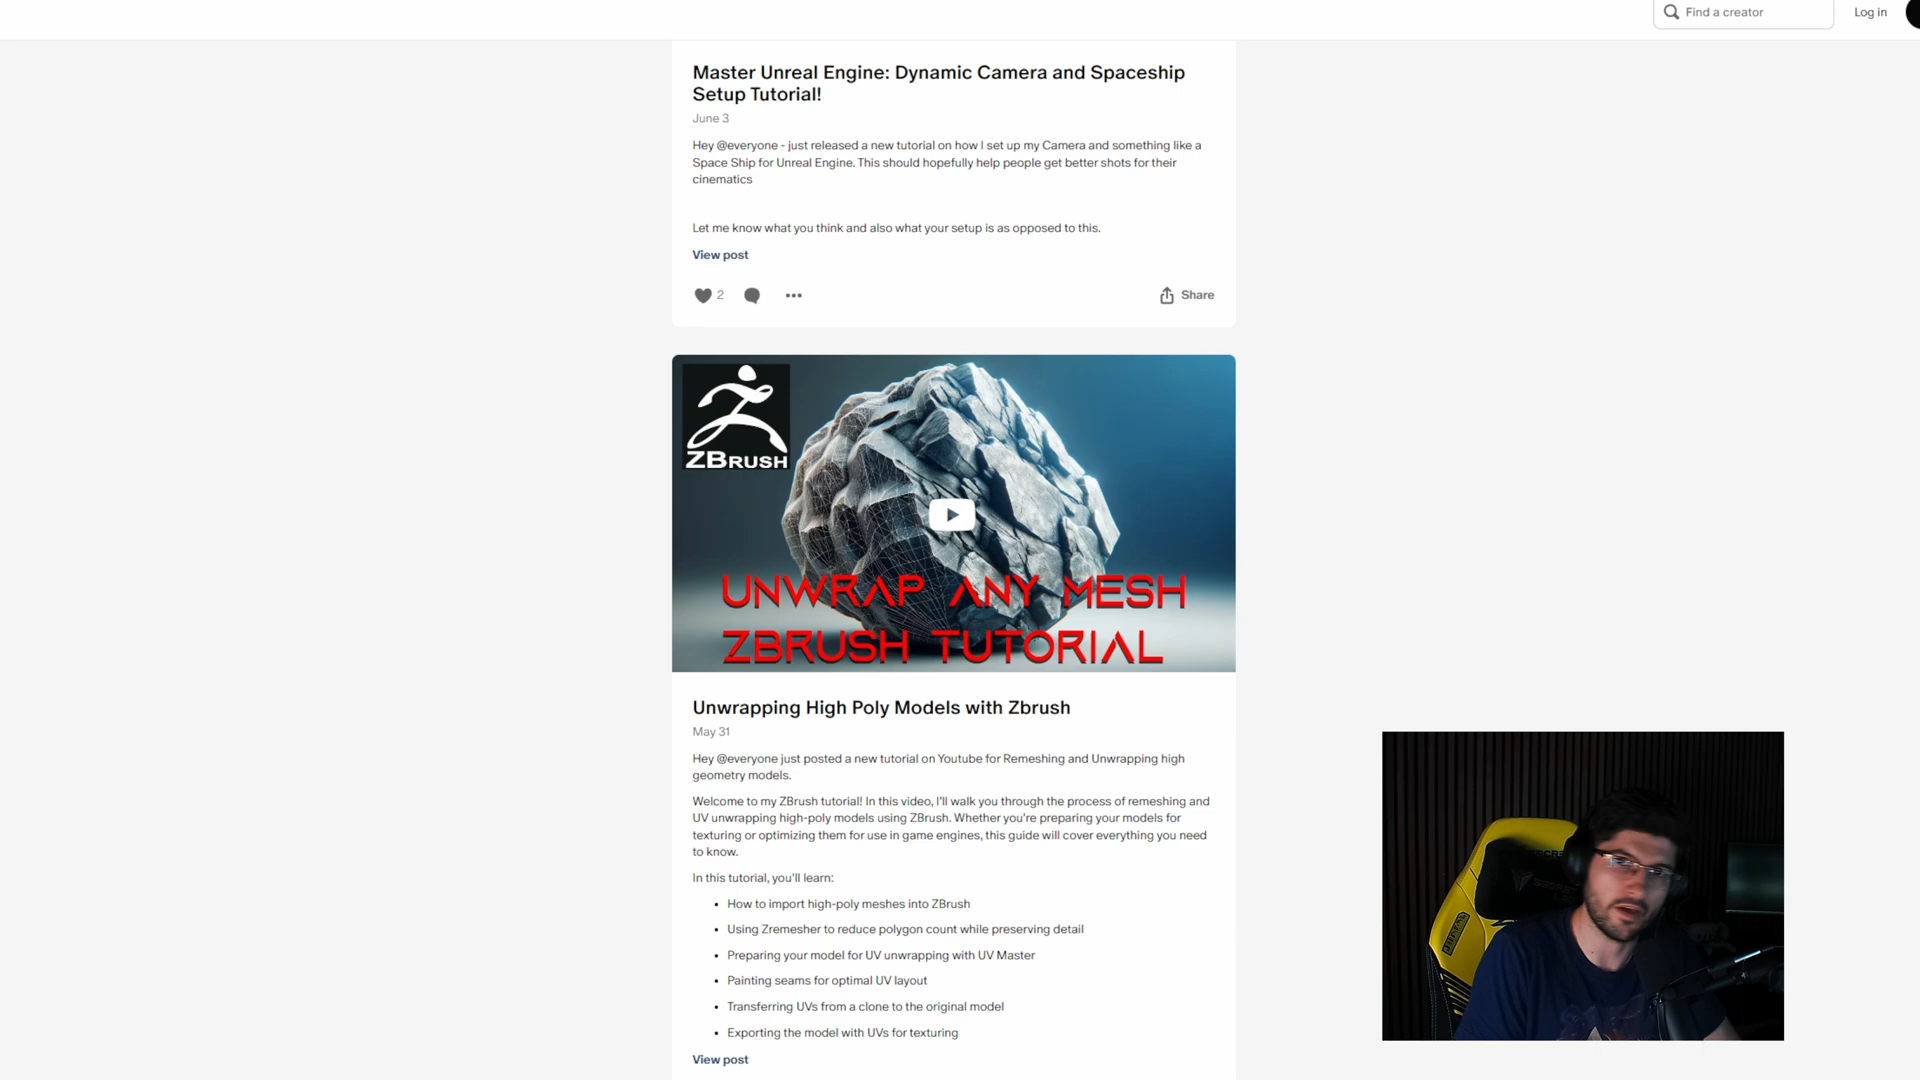 Find a creator
Log in
Master Unreal Engine: Dynamic Camera and Spaceship
Setup Tutorial!
June 3
Hey @everyone - just released a new tutorial on how I set up my Camera and something like a
Space Ship for Unreal Engine. This should hopefully help people get better shots for their
cinematics
Let me know what you think and also what your setup is as opposed to this.
View post
2
Share
ZBRUSH
UNWRAP ANY MESH
ZBRUSH TUTORIAL
Unwrapping High Poly Models with Zbrush
May 31
Hey @everyone just posted a new tutorial on Youtube for Remeshing and Unwrapping high
geometry models.
Welcome to my ZBrush tutorial! In this video, I'll walk you through the process of remeshing and
UV unwrapping high-poly models using ZBrush. Whether you're preparing your models for
texturing or optimizing them for use in game engines, this guide will cover everything you need
to know.
In this tutorial, you'll learn:
• How to import high-poly meshes into ZBrush
• Using Zremesher to reduce polygon count while preserving detail
• Preparing your model for UV unwrapping with UV Master
• Painting seams for optimal UV layout
• Transferring UVs from a clone to the original model
• Exporting the model with UVs for texturing
View post